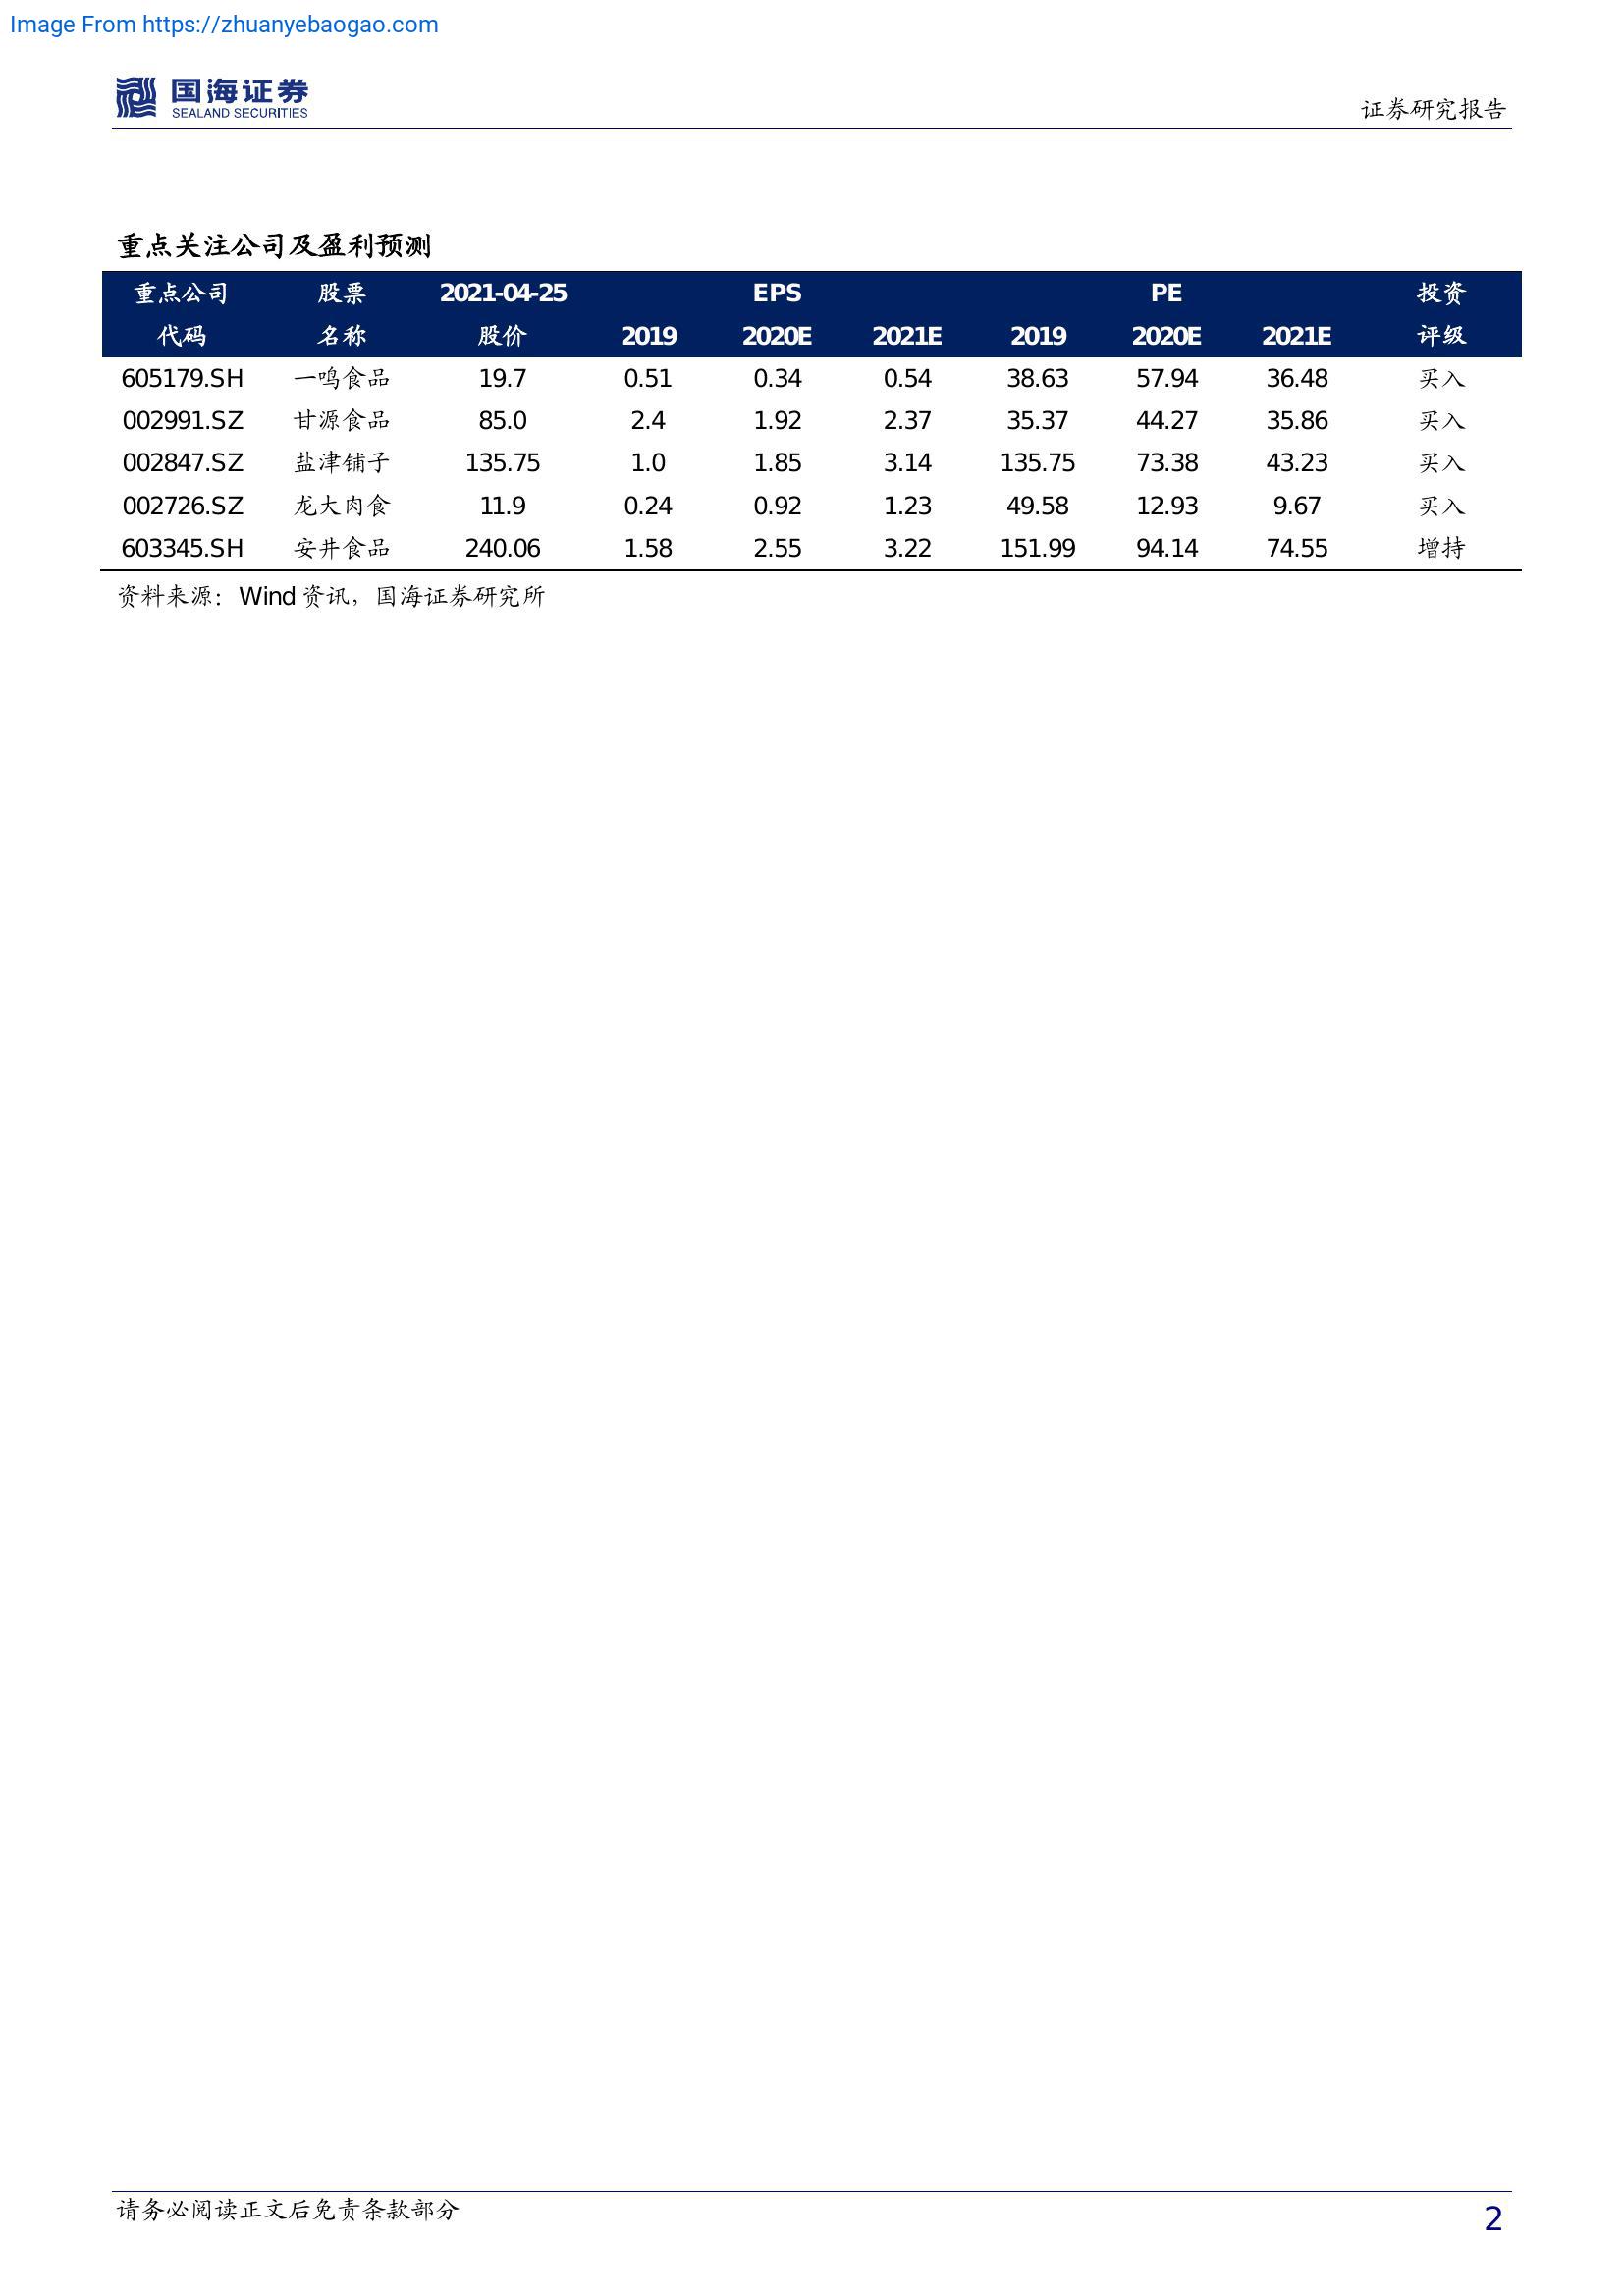 Image From https://zhuanyebaogao.com
国海证券
SEALAND SECURITIES
证券研究报告
重点关注公司及盈利预测
重点公司 股票 2021-04-25 EPS PE 投资
代码 名称 股价 2019 2020E 2021E 2019 2020E 2021E 评级
605179.SH 一鸣食品 19.7 0.51 0.34 0.54 38.63 57.94 36.48 买入
002991.SZ 甘源食品 85.0 2.4 1.92 2.37 35.37 44.27 35.86 买入
002847.SZ 盐津铺子 135.75 1.0 1.85 3.14 135.75 73.38 43.23 买入
002726.SZ 龙大肉食 11.9 0.24 0.92 1.23 49.58 12.93 9.67 买入
603345.SH 安井食品 240.06 1.58 2.55 3.22 151.99 94.14 74.55 增持
资料来源：Wind 资讯，国海证券研究所
请务必阅读正文后免责条款部分
2